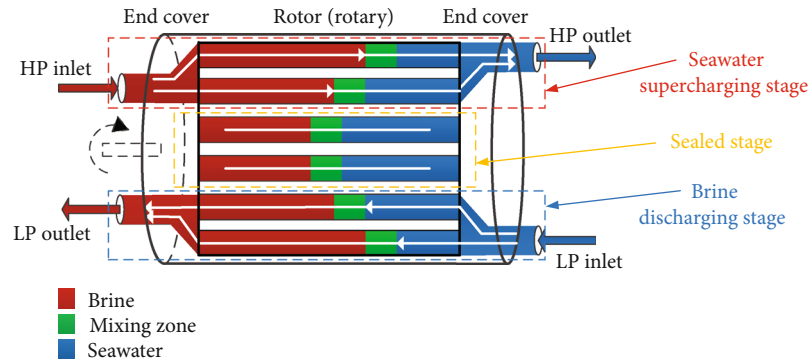 End cover
Rotor (rotary)
End cover
HP outlet
HP inlet
Seawater
supercharging stage
Sealed stage
Brine
discharging stage
LP outlet
LP inlet
Brine
Mixing zone
Seawater